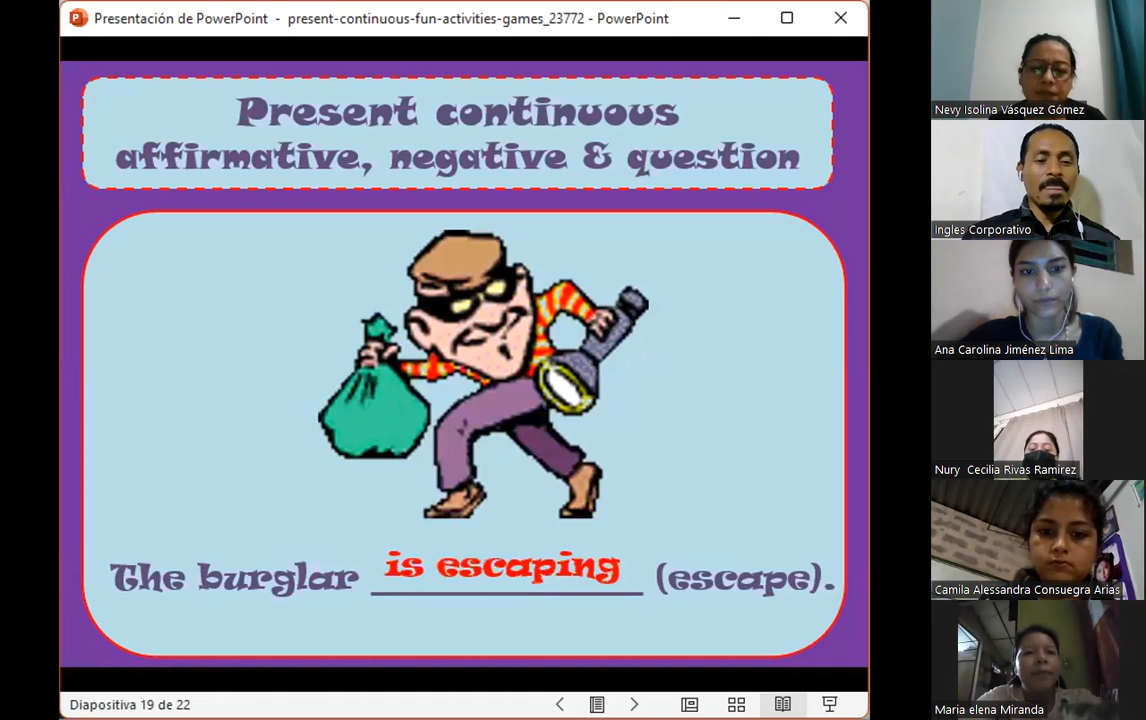 Presentación de PowerPoint - present-continuous-fun-activities-games_23772 - PowerPoint
Present continuous
affirmative, negative & question
The burglar is escaping (escape).
Diapositiva 19 de 22
Nevy Isolina Vásquez Gómez
Ingles Corporativo
Ana Carolina Jiménez Lima
Nury Cecilia Rivas Ramirez
Camila Alessandra Consuegra Arias
Maria elena Miranda